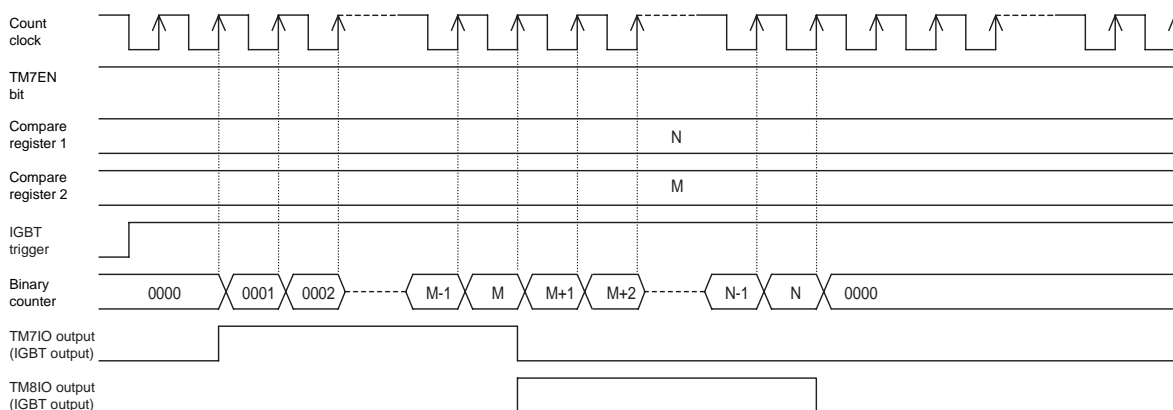 Count
clock
TM7EN
bit
Compare
register 1
N
Compare
register 2
M
IGBT
trigger
Binary
counter
0000 0001 0002 M-1 M M+1 M+2 N-1 N 0000
TM7IO output
(IGBT output)
TM8IO output
(IGBT output)